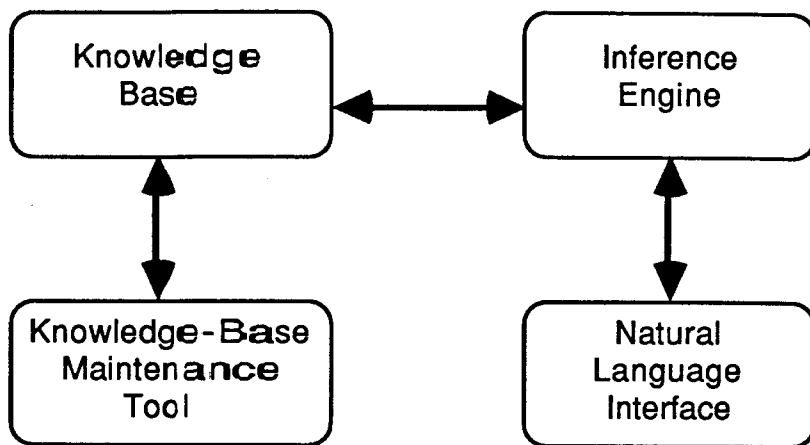 Knowledge
Base
Inference
Engine
Knowledge-Base
Maintenance
Tool
Natural
Language
Interface